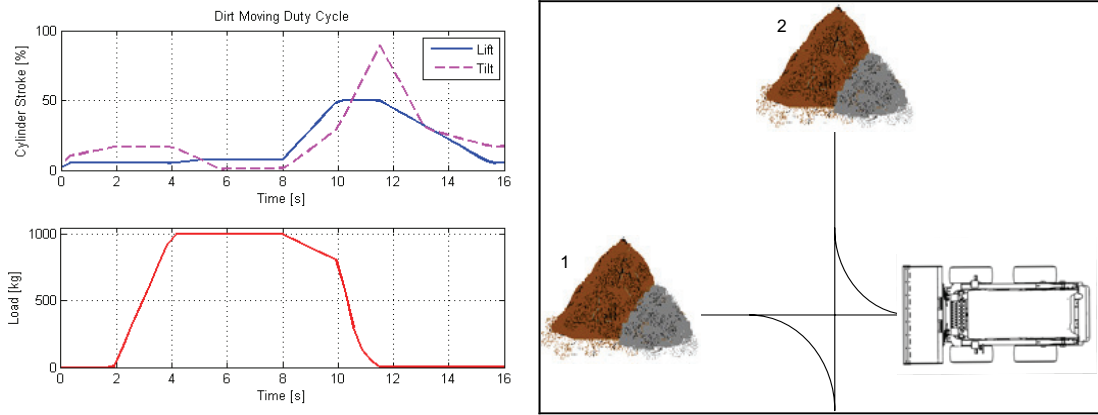 Dirt Moving Duty Cycle
100
50
0
Cylinder Stroke [%]
Lift
Tilt
0 2 4 6 8 10 12 14 16
Time [s]
1000
500
0
Load [kg]
0 2 4 6 8 10 12 14 16
Time [s]
2
1